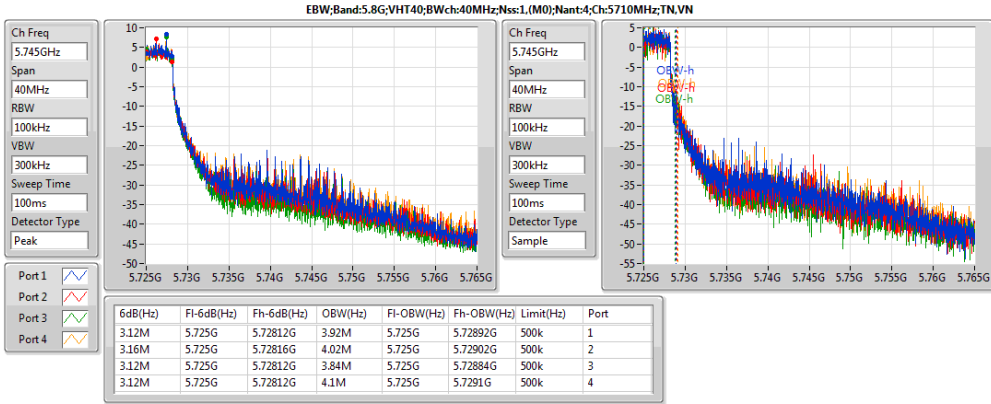 EBW;Band:5.8G;VHT40;BWch:40MHz;Nss:1,(M0);Nant:4;Ch:5710MHz;TN,VN
Ch Freq
5.745GHz
Span
40MHz
RBW
100kHz
VBW
300kHz
Sweep Time
100ms
Detector Type
Peak
10
5
0
-5
-10
-15
-20
-25
-30
-35
-40
-45
-50
5.725G 5.73G 5.735G 5.74G 5.745G 5.75G 5.755G 5.76G 5.765G
Ch Freq
5.745GHz
Span
40MHz
RBW
100kHz
VBW
300kHz
Sweep Time
100ms
Detector Type
Sample
5
0
-5
-10
-15
-20
-25
-30
-35
-40
-45
-50
-55
OBW-h
OBW-h
OBW-h
5.725G 5.73G 5.735G 5.74G 5.745G 5.75G 5.755G 5.76G 5.765G
Port 1
Port 2
Port 3
Port 4
6dB(Hz) Fl-6dB(Hz) Fh-6dB(Hz) OBW(Hz) Fl-OBW(Hz) Fh-OBW(Hz) Limit(Hz) Port
3.12M 5.725G 5.72812G 3.92M 5.725G 5.72892G 500k 1
3.16M 5.725G 5.72816G 4.02M 5.725G 5.72902G 500k 2
3.12M 5.725G 5.72812G 3.84M 5.725G 5.72884G 500k 3
3.12M 5.725G 5.72812G 4.1M 5.725G 5.7291G 500k 4